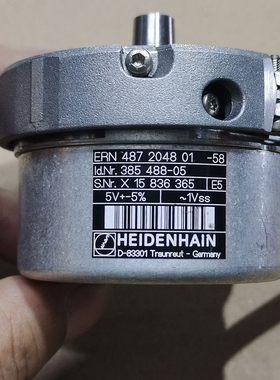 ERN 487 2048 01 -58
Id.Nr. 385 488-05
S.Nr. X 15 836 365 E5
5V+-5% ~1Vss
HEIDENHAIN
D-83301 Traunreut - Germany